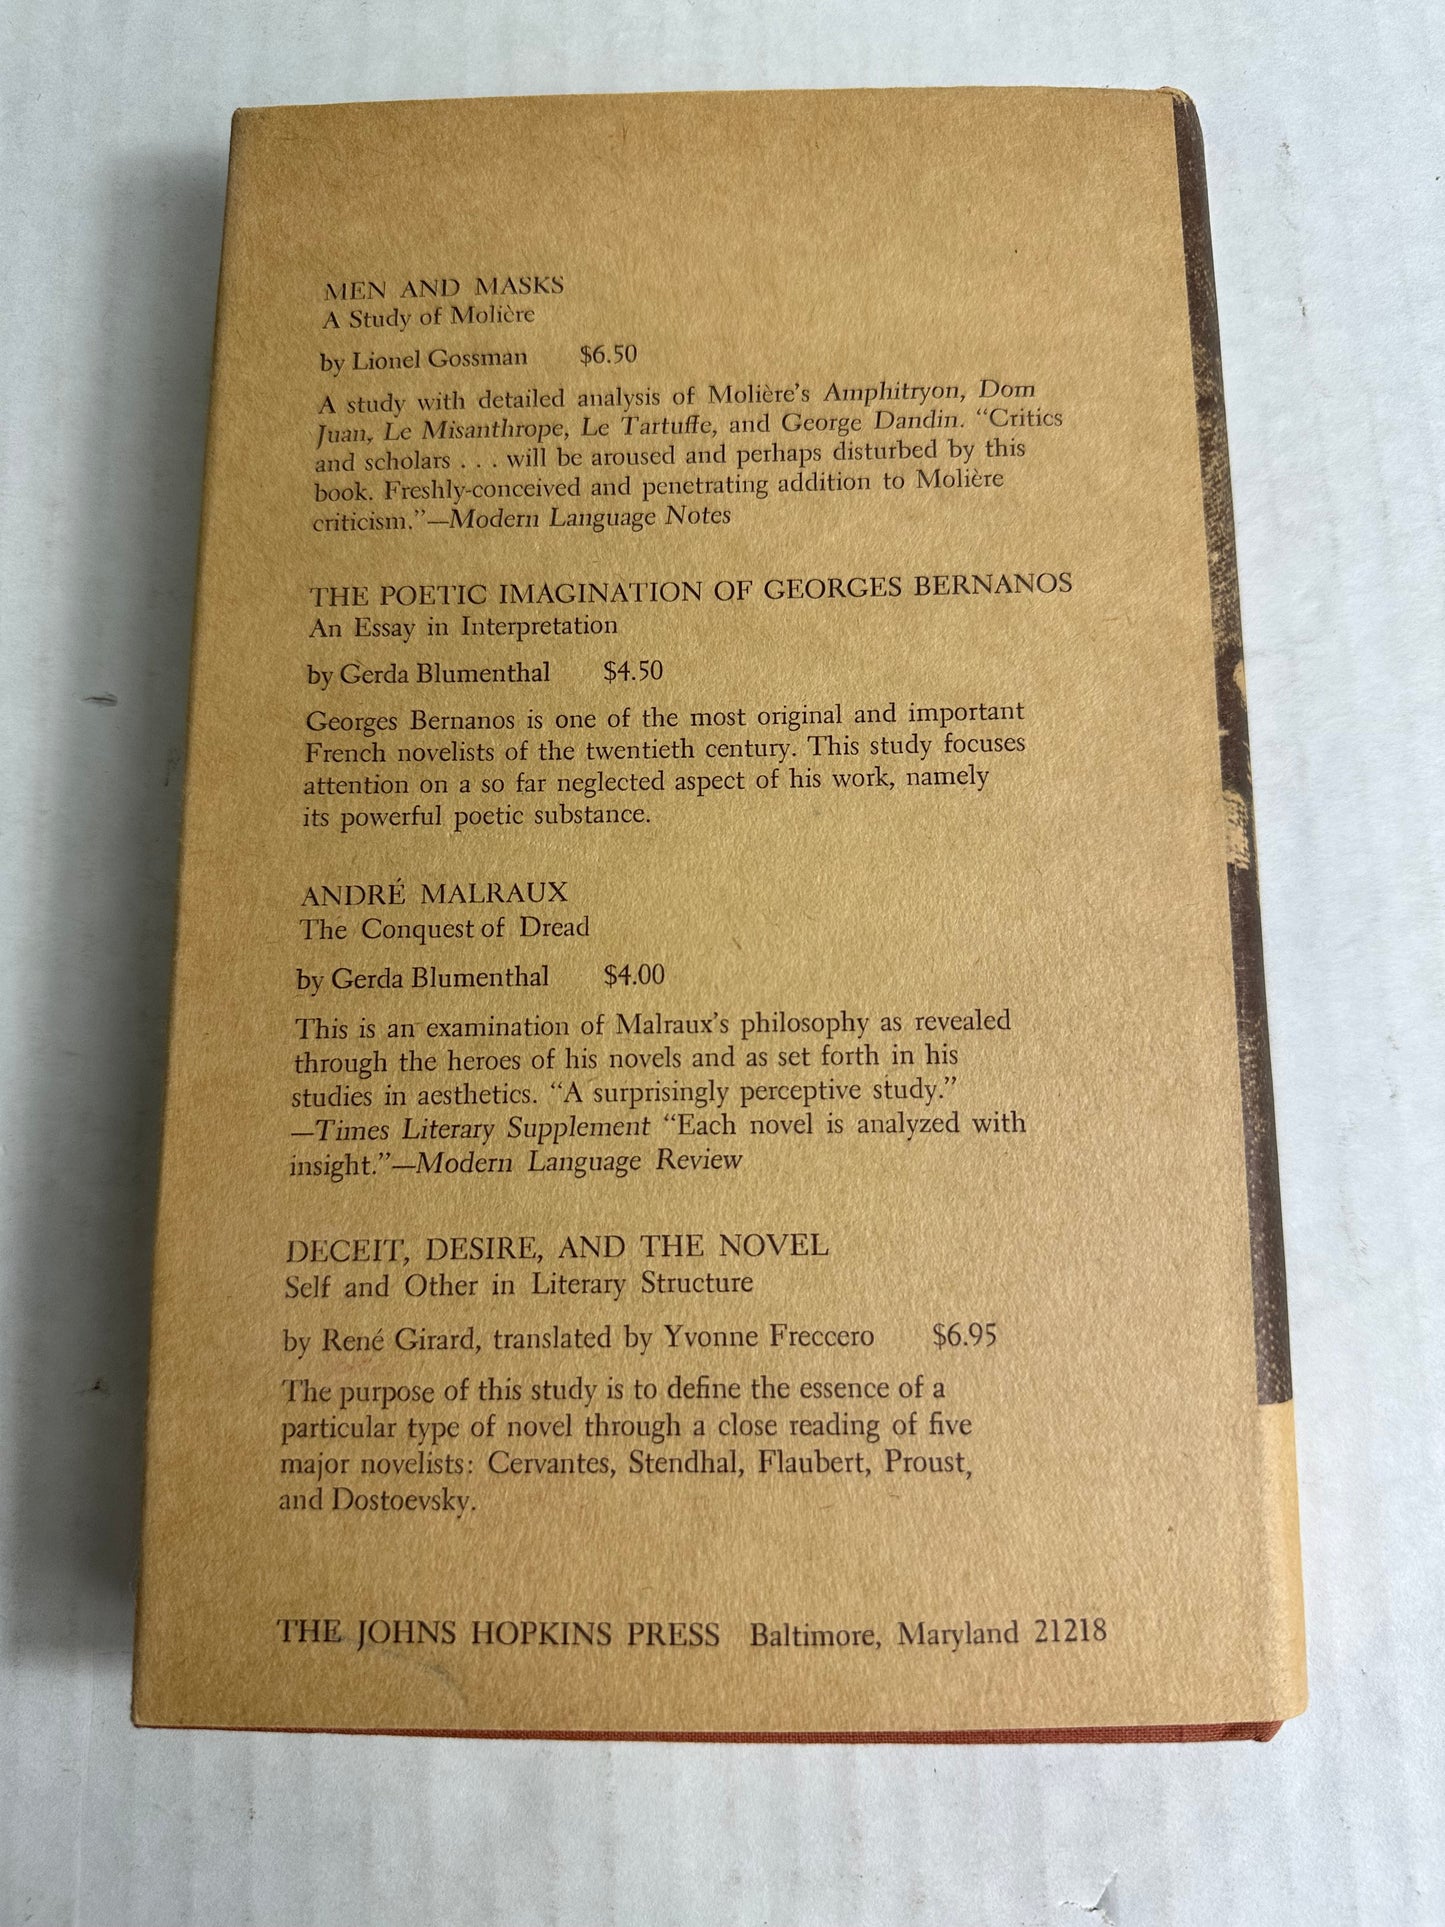 MEN AND MASKS
A Study of Molière
by Lionel Gossman $6.50
A study with detailed analysis of Molière's Amphitryon, Dom
Juan, Le Misanthrope, Le Tartuffe, and George Dandin. “Critics
and scholars . . . will be aroused and perhaps disturbed by this
book. Freshly-conceived and penetrating addition to Molière
criticism.”—Modern Language Notes
THE POETIC IMAGINATION OF GEORGES BERNANOS
An Essay in Interpretation
by Gerda Blumenthal $4.50
Georges Bernanos is one of the most original and important
French novelists of the twentieth century. This study focuses
attention on a so far neglected aspect of his work, namely
its powerful poetic substance.
ANDRÉ MALRAUX
The Conquest of Dread
by Gerda Blumenthal $4.00
This is an examination of Malraux's philosophy as revealed
through the heroes of his novels and as set forth in his
studies in aesthetics. “A surprisingly perceptive study.”
—Times Literary Supplement “Each novel is analyzed with
insight.”—Modern Language Review
DECEIT, DESIRE, AND THE NOVEL
Self and Other in Literary Structure
by René Girard, translated by Yvonne Freccero $6.95
The purpose of this study is to define the essence of a
particular type of novel through a close reading of five
major novelists: Cervantes, Stendhal, Flaubert, Proust,
and Dostoevsky.
THE JOHNS HOPKINS PRESS Baltimore, Maryland 21218